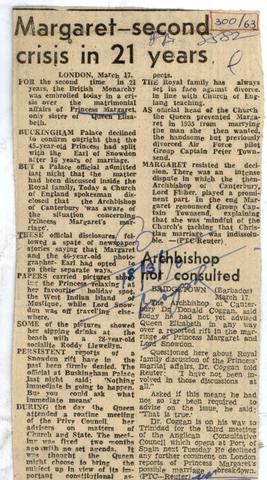 Margaret—second
crisis in 21 years
300/63
LONDON, March 17.
FOR the second time in 21
years, the British Monarchy
was embroiled today in a cri-
sis over the matrimonial
affairs of Princess Margaret,
only sister of Queen Eliza-
beth.
BUCKINGHAM Palace declined to
confirm outright that the
45-year-old Princess had split
with the Earl of Snowdon
after 16 years of marriage.
BUT a Palace official admitted
last night that the matter
had been discussed inside the
Royal family. Today a Church
of England spokesman dis-
closed that the Archbishop
of Canterbury 'was aware of
the situation concerning
Princess Margaret's mar-
riage'.
THESE official disclosures fol-
lowed a spate of newspaper
stories saying that Margaret
and the 46-year-old photo-
grapher Earl had opted to
go their separate ways.
PAPERS carried pictures of
the Princess 'relaxing' at her
favourite holiday spot, the
West Indian Island of
Mustique, while Lord Snow-
don was off travelling else-
where.
SOME of the pictures showed
her sipping drinks at the
beach with 28-year-old
socialite Roddy Llewellyn.
PERSISTENT reports of a
Snowdon rift have in the
past been firmly denied. The
official at Buckingham Palace
last night said: 'Nothing
immediate is going to happen.
But you could ask what
immediate means'.
DURING the day the Queen
attended a routine meeting
of the Privy Council, her
advisers on matters of
Church and State. The meet-
ing was fixed two months
ago with no set agenda. It
was thought the Queen
might choose to bring the
subject up in view of its im-
portant constitutional as-
pects.
THE Royal family has always
set its face against divorce,
in line with Church of Eng-
land teaching.
AS official head of the Church
the Queen prevented Marga-
ret in 1955 from marrying
the man she then wanted,
the handsome but previously
divorced Air Force pilot
Group Captain Peter Town-
send.
MARGARET resisted the deci-
sion. There was an intense
dispute in which the then
Archbishop of Canterbury,
Lord Fisher, played a promi-
nent part. In the end Mar-
garet renounced Group Cap-
tain Townsend, explaining
that she was 'mindful of the
Church's tacking that Chris-
tian marriage was indissolu-
ble. —(PTC-Reuter)
Archbishop
not consulted
BRIDGETOWN (Barbados)
March 17.
The Archbishop of Canter-
bury Dr. Donald Coggan, said
he had not yet advised
Queen Elizabeth in any way
over a reported rift in the mar-
riage of Princess Margaret and
Lord Snowdon.
Questioned here about Royal
family discussion of the Princess'
marital affairs, Dr. Coggan told
Reuter: 'I have not been in-
volved in those discussions
at all.'
Asked if this meant he had
not so far been required to
advise on the issue, he said:
'That is true.'
Dr. Coggan is on his way to
Trinidad for the third meeting
of the Anglican Consultative
Council which opens at Port of
Spain next Tuesday. He declined
any further comment on London
reports of Princess Margaret's
possible marriage breakdown.
(PTC-Reuter)